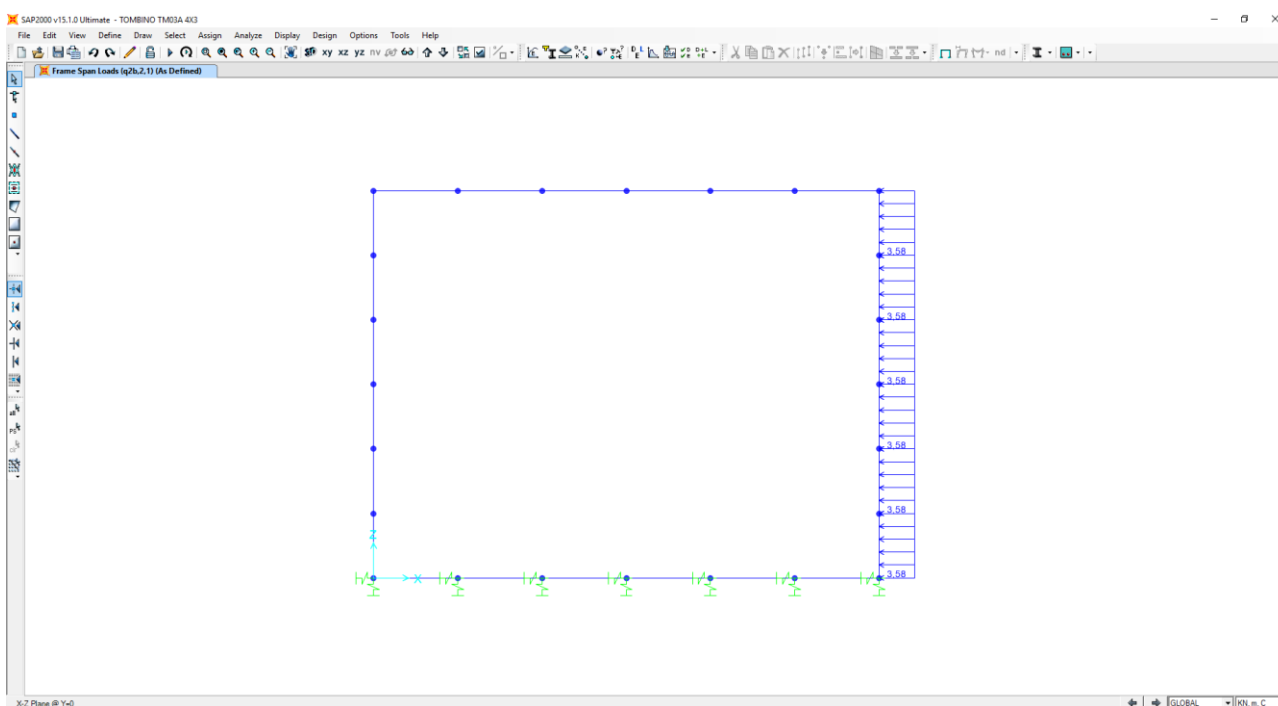 SAP2000 v15.1.0 Ultimate - TOMBINO TM03A 4X3
File Edit View Define Draw Select Assign Analyze Display Design Options Tools Help
xy xz yz nv nd
Frame Span Loads (q2b,2,1) (As Defined)
3,58
3,58
3,58
3,58
3,58
3,58
Z
X
X-Z Plane @ Y=0
GLOBAL
KN, m, C